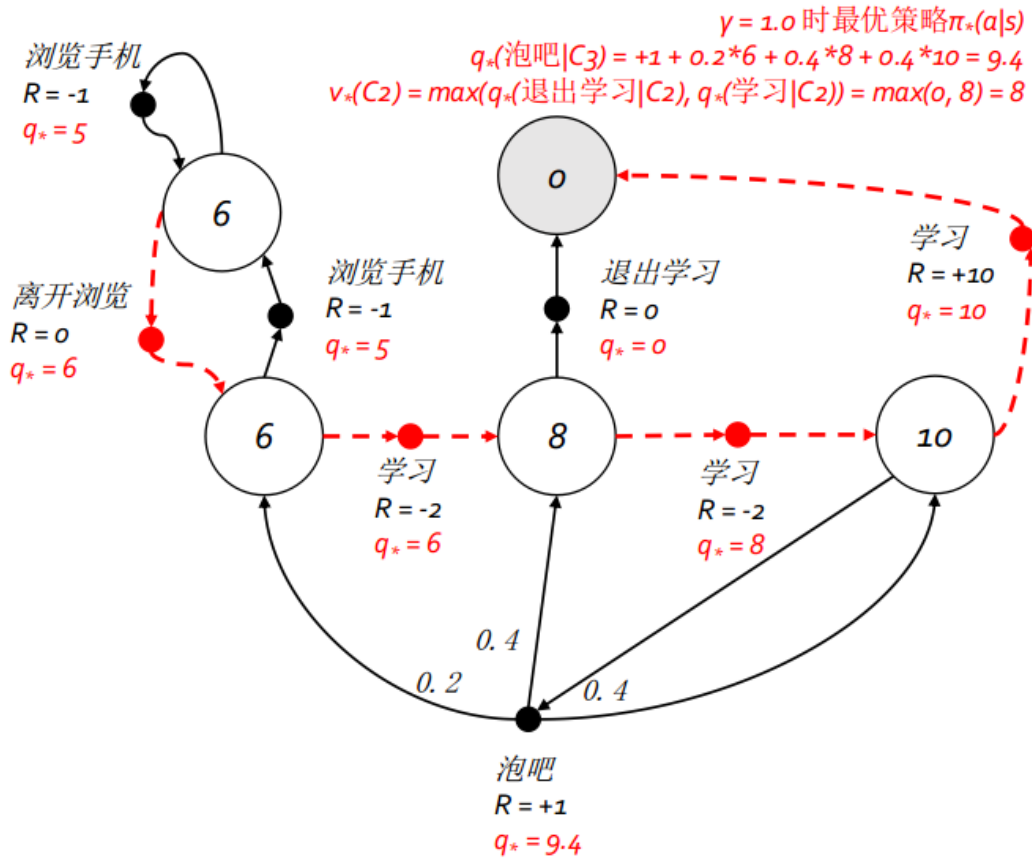 γ = 1.0 时最优策略π*(a|s)
q*(泡吧|C3) = +1 + 0.2*6 + 0.4*8 + 0.4*10 = 9.4
v*(C2) = max(q*(退出学习|C2), q*(学习|C2)) = max(0, 8) = 8
浏览手机
R = -1
q* = 5
6
0
离开浏览
R = 0
q* = 6
浏览手机
R = -1
q* = 5
退出学习
R = 0
q* = 0
学习
R = +10
q* = 10
6
8
10
学习
R = -2
q* = 6
学习
R = -2
q* = 8
0.2
0.4
0.4
泡吧
R = +1
q* = 9.4